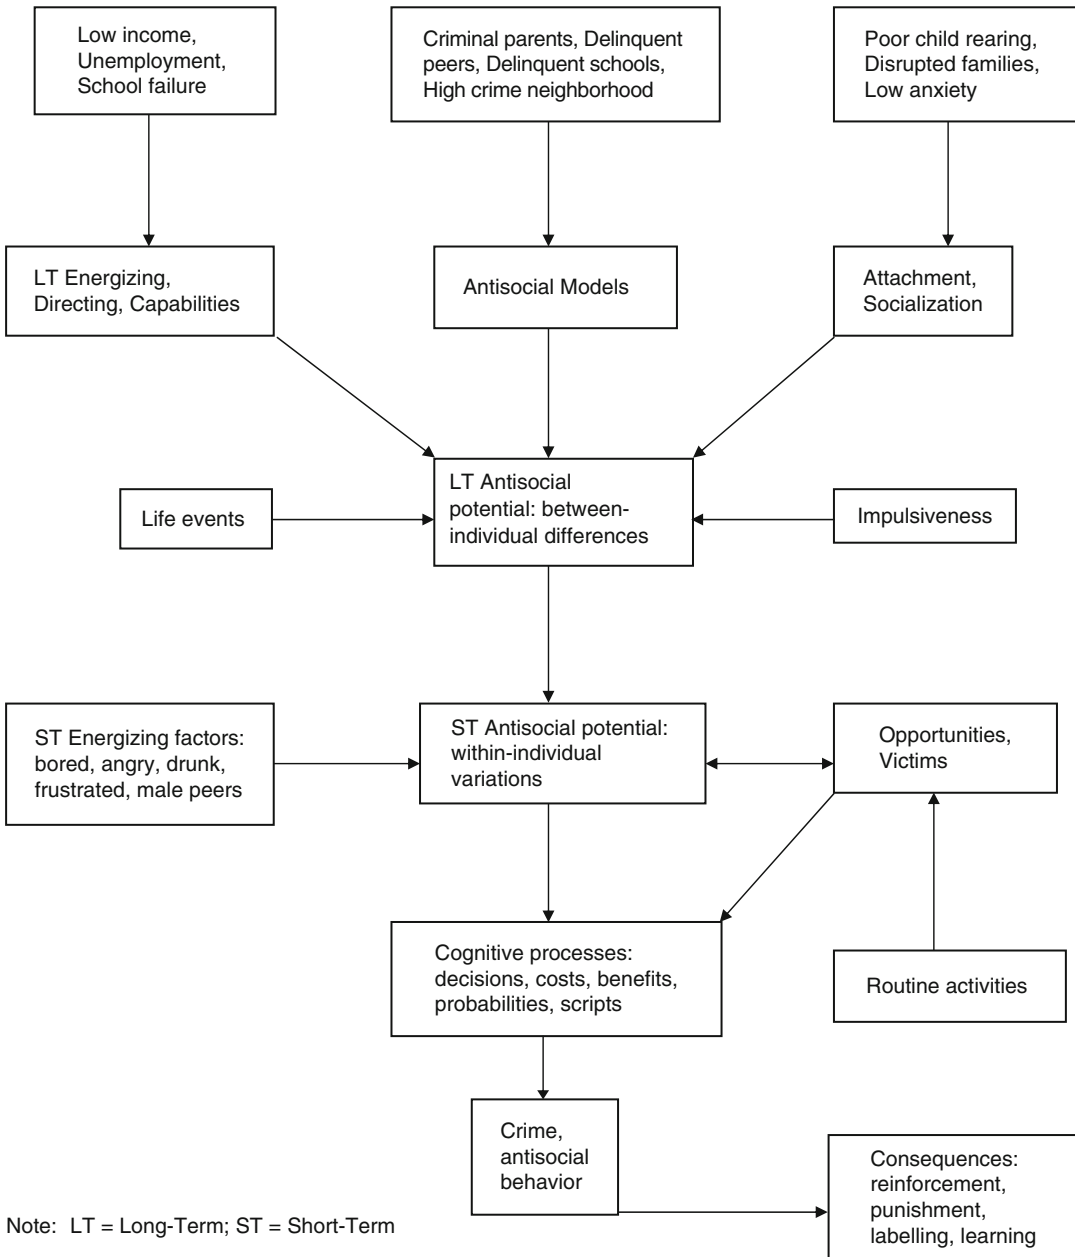 Low income,
Unemployment,
School failure
Criminal parents, Delinquent
peers, Delinquent schools,
High crime neighborhood
Poor child rearing,
Disrupted families,
Low anxiety
LT Energizing,
Directing, Capabilities
Antisocial Models
Attachment,
Socialization
LT Antisocial
potential: between-
individual differences
Life events
Impulsiveness
ST Energizing factors:
bored, angry, drunk,
frustrated, male peers
ST Antisocial potential:
within-individual
variations
Opportunities,
Victims
Cognitive processes:
decisions, costs, benefits,
probabilities, scripts
Routine activities
Crime,
antisocial
behavior
Consequences:
reinforcement,
punishment,
labelling, learning
Note: LT = Long-Term; ST = Short-Term